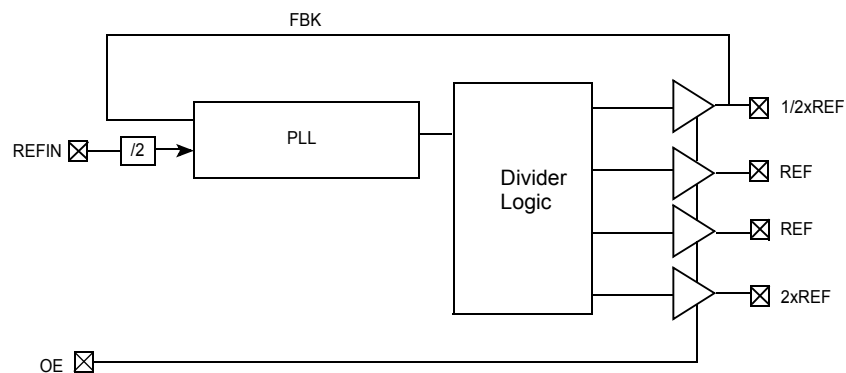 FBK
1/2xREF
REFIN
/2
PLL
Divider
Logic
REF
REF
2xREF
OE